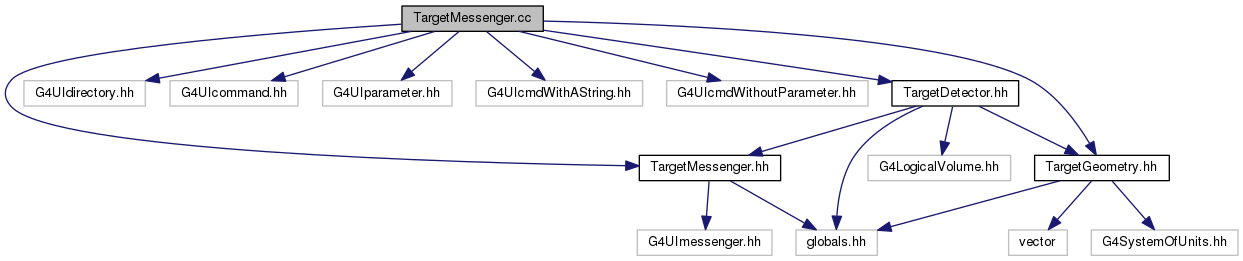 TargetMessenger.cc
G4UIdirectory.hh
G4UIcommand.hh
G4UIparameter.hh
G4UIcmdWithAString.hh
G4UIcmdWithoutParameter.hh
TargetDetector.hh
TargetMessenger.hh
G4LogicalVolume.hh
TargetGeometry.hh
G4UImessenger.hh
globals.hh
vector
G4SystemOfUnits.hh